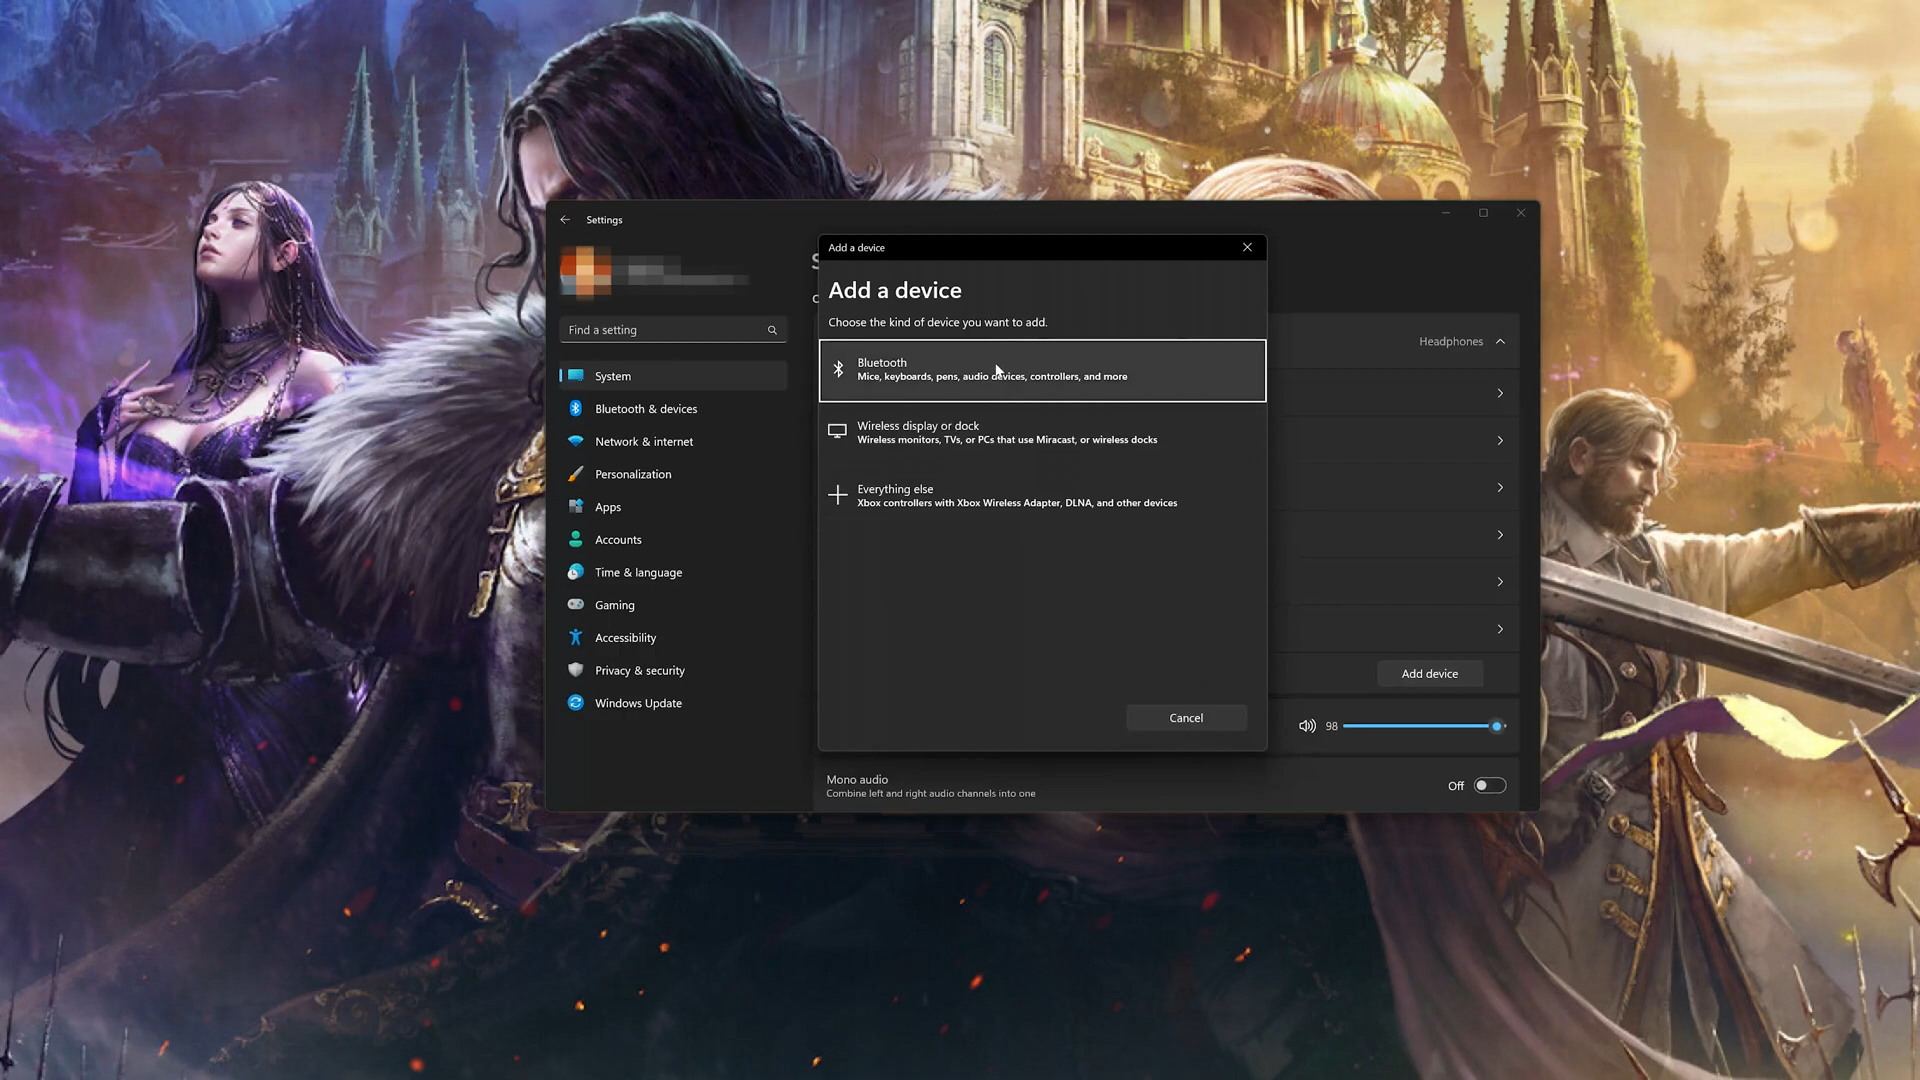 Settings
Find a setting
System
Bluetooth & devices
Network & internet
Personalization
Apps
Accounts
Time & language
Gaming
Accessibility
Privacy & security
Windows Update
Add a device
Add a device
Choose the kind of device you want to add.
Bluetooth
Mice, keyboards, pens, audio devices, controllers, and more
Wireless display or dock
Wireless monitors, TVs, or PCs that use Miracast, or wireless docks
Everything else
Xbox controllers with Xbox Wireless Adapter, DLNA, and other devices
Cancel
Headphones
Add device
98
Mono audio
Combine left and right audio channels into one
Off